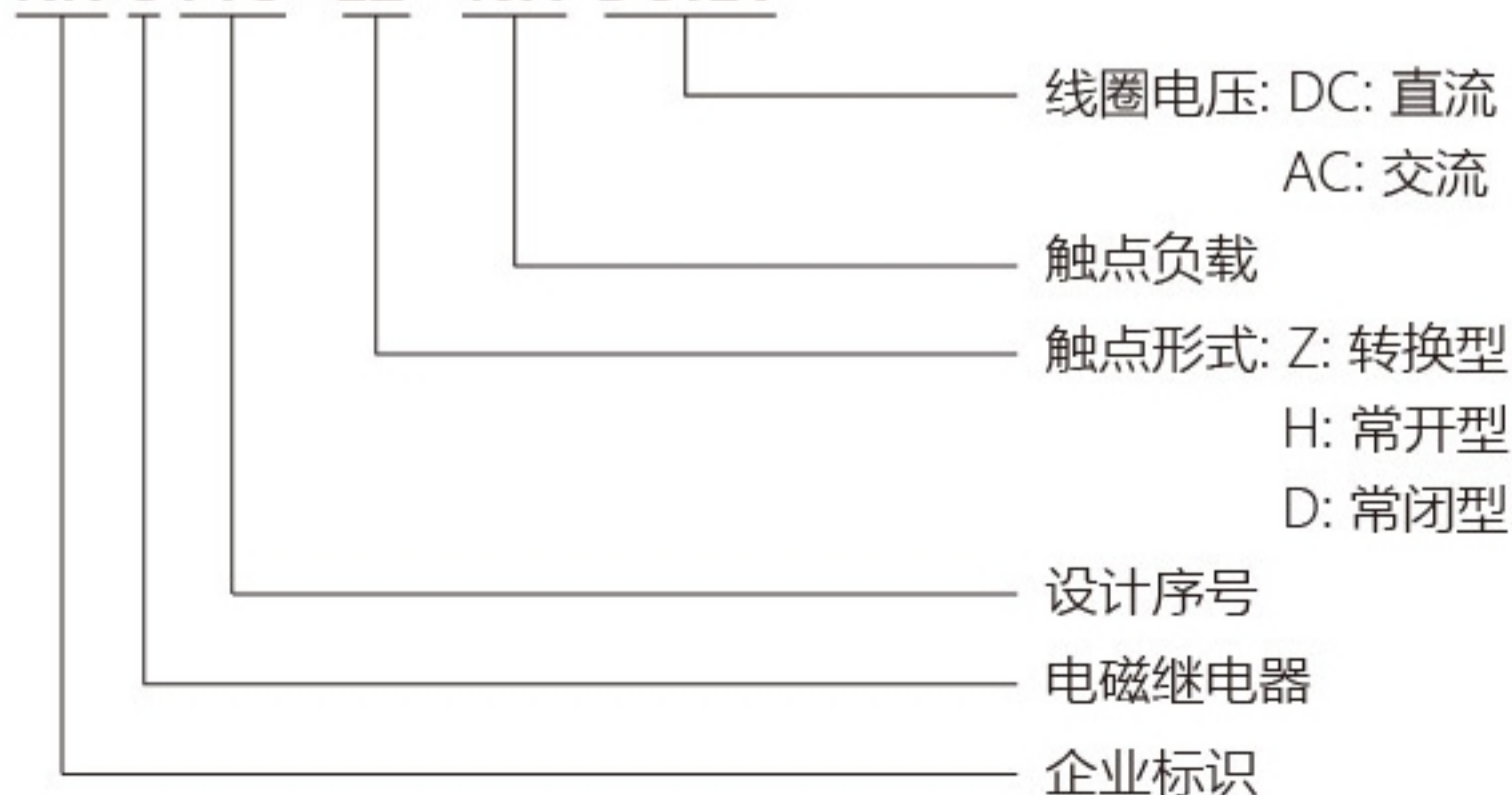 线圈电压: DC: 直流
AC: 交流
触点负载
触点形式: Z: 转换型
H: 常开型
D: 常闭型
设计序号
电磁继电器
企业标识